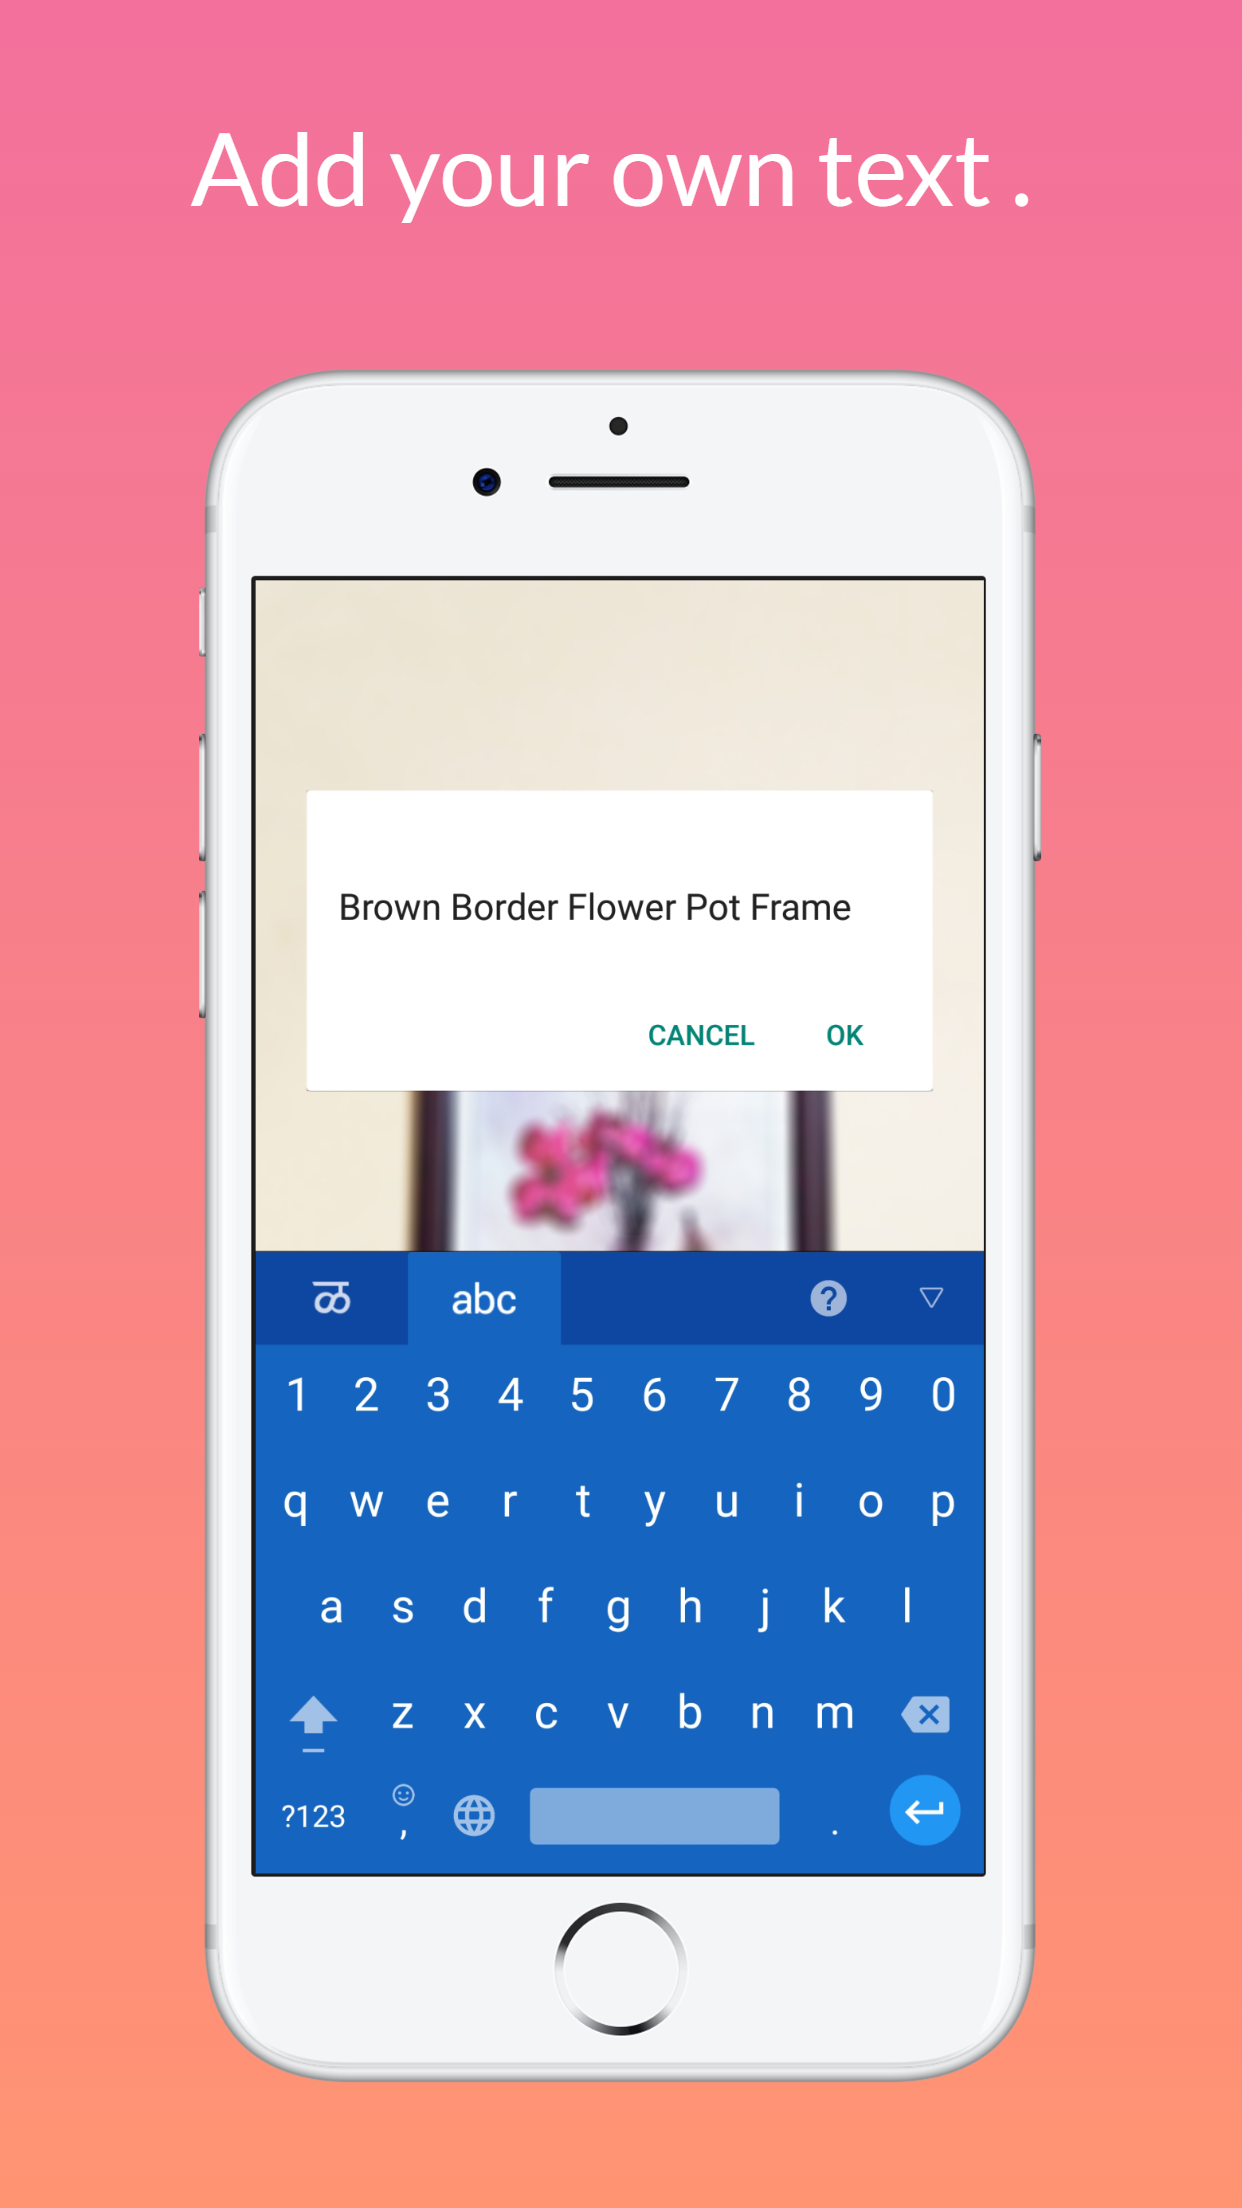 Add your own text .
Brown Border Flower Pot Frame
CANCEL OK
ळ abc ?
1 2 3 4 5 6 7 8 9 0
q w e r t y u i o p
a s d f g h j k l
z x c v b n m
?123 , .